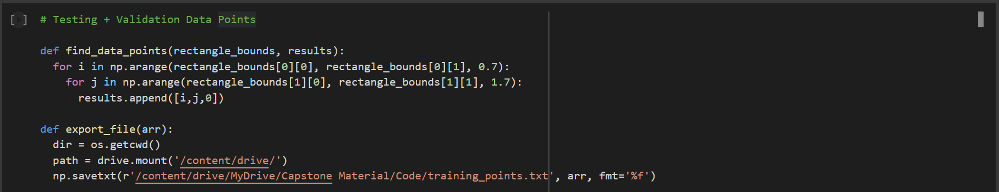 [ ] # Testing + Validation Data Points
def find_data_points(rectangle_bounds, results):
  for i in np.arange(rectangle_bounds[0][0], rectangle_bounds[0][1], 0.7):
    for j in np.arange(rectangle_bounds[1][0], rectangle_bounds[1][1], 1.7):
      results.append([i,j,0])
def export_file(arr):
  dir = os.getcwd()
  path = drive.mount('/content/drive/')
  np.savetxt(r'/content/drive/MyDrive/Capstone Material/Code/training_points.txt', arr, fmt='%f')